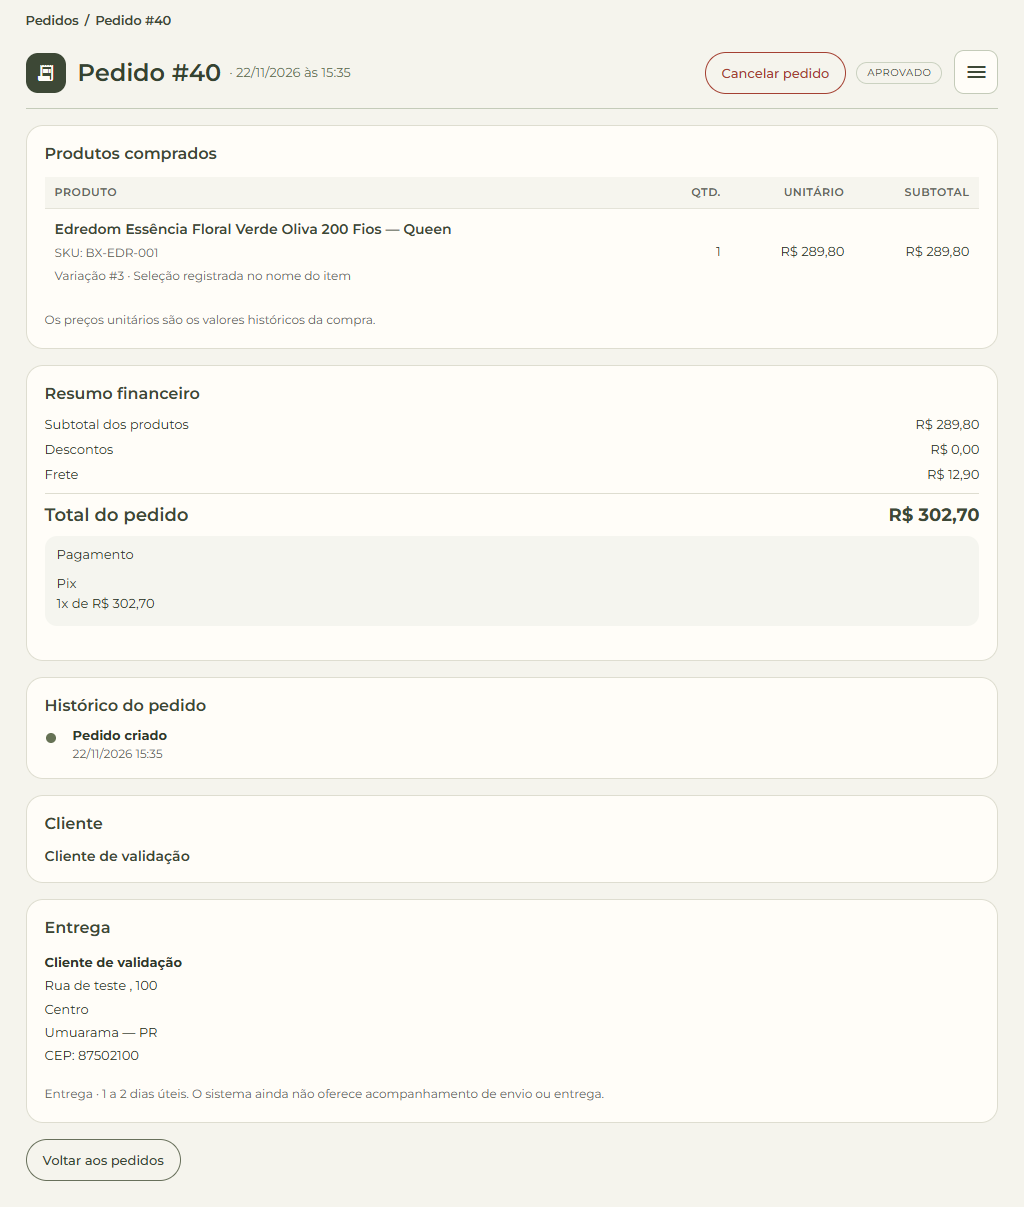 Pedidos / Pedido #40
Pedido #40 · 22/11/2026 às 15:35
Cancelar pedido
APROVADO
Produtos comprados
PRODUTO QTD. UNITÁRIO SUBTOTAL
Edredom Essência Floral Verde Oliva 200 Fios — Queen
SKU: BX-EDR-001
1 R$ 289,80 R$ 289,80
Variação #3 · Seleção registrada no nome do item
Os preços unitários são os valores históricos da compra.
Resumo financeiro
Subtotal dos produtos R$ 289,80
Descontos R$ 0,00
Frete R$ 12,90
Total do pedido R$ 302,70
Pagamento
Pix
1x de R$ 302,70
Histórico do pedido
Pedido criado
22/11/2026 15:35
Cliente
Cliente de validação
Entrega
Cliente de validação
Rua de teste , 100
Centro
Umuarama — PR
CEP: 87502100
Entrega · 1 a 2 dias úteis. O sistema ainda não oferece acompanhamento de envio ou entrega.
Voltar aos pedidos